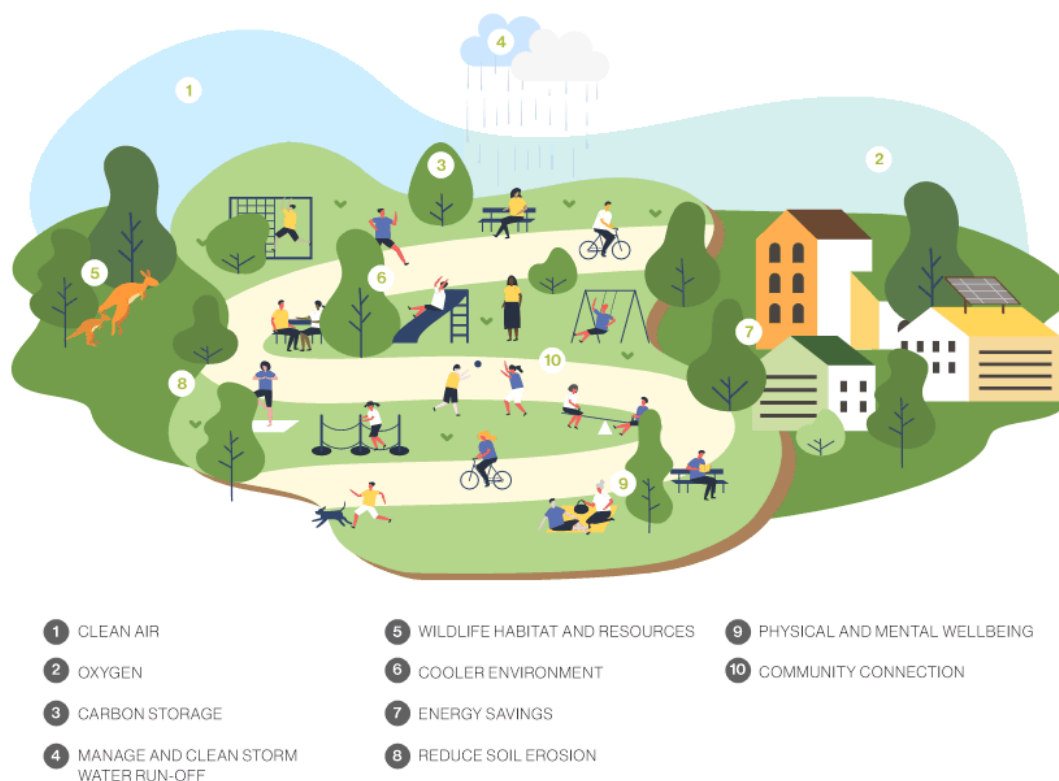 1
2
3
4
5
6
7
8
9
10
1 CLEAN AIR
2 OXYGEN
3 CARBON STORAGE
4 MANAGE AND CLEAN STORM
WATER RUN-OFF
5 WILDLIFE HABITAT AND RESOURCES
6 COOLER ENVIRONMENT
7 ENERGY SAVINGS
8 REDUCE SOIL EROSION
9 PHYSICAL AND MENTAL WELLBEING
10 COMMUNITY CONNECTION